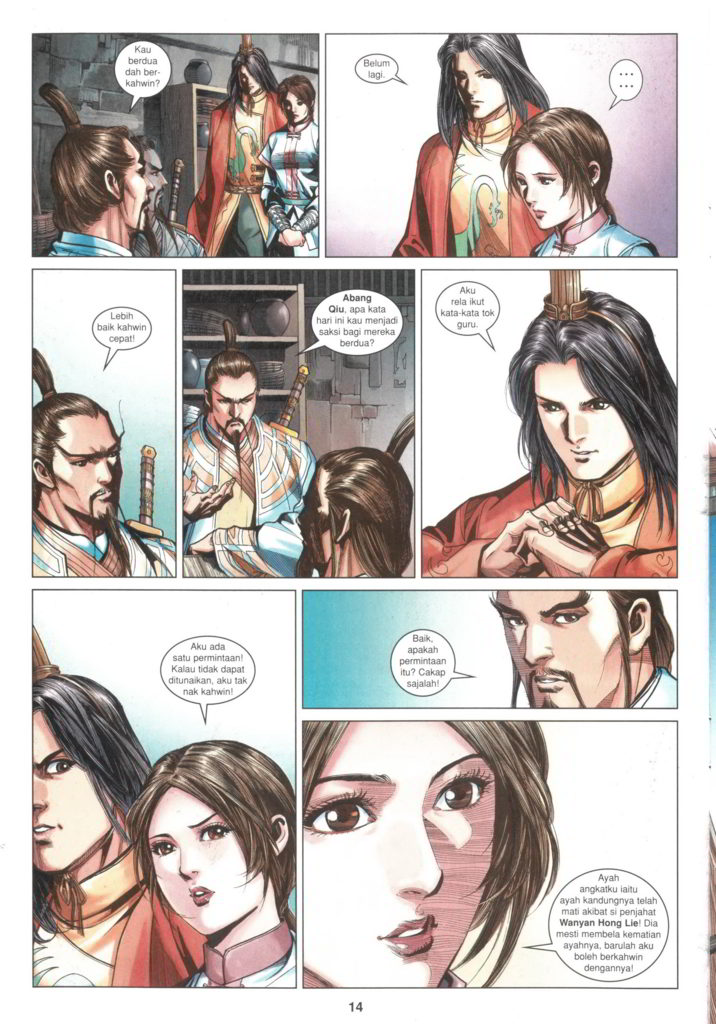 Kau
berdua
dah ber-
kahwin?
Belum
lagi.
...
...
Lebih
baik kahwin
cepat!
Abang
Qiu, apa kata
hari ini kau menjadi
saksi bagi mereka
berdua?
Aku
rela ikut
kata-kata tok
guru.
Aku ada
satu permintaan!
Kalau tidak dapat
ditunaikan, aku tak
nak kahwin!
Baik,
apakah
permintaan
itu? Cakap
sajalah!
Ayah
angkatku iaitu
ayah kandungnya telah
mati akibat si penjahat
Wanyan Hong Lie! Dia
mesti membela kematian
ayahnya, barulah aku
boleh berkahwin
dengannya!
14